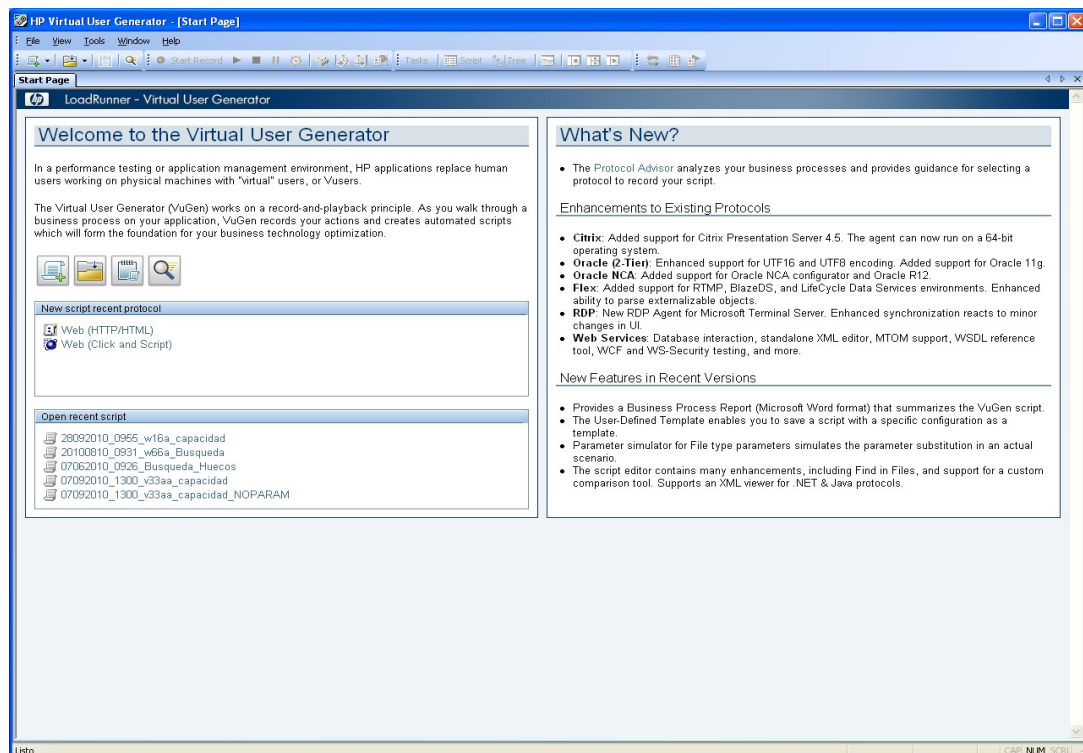 HP Virtual User Generator - [Start Page]
File View Tools Window Help
Start Record Tasks Script Tree
Start Page
hp LoadRunner - Virtual User Generator
Welcome to the Virtual User Generator
In a performance testing or application management environment, HP applications replace human
users working on physical machines with "virtual" users, or Vusers.
The Virtual User Generator (VuGen) works on a record-and-playback principle. As you walk through a
business process on your application, VuGen records your actions and creates automated scripts
which will form the foundation for your business technology optimization.
New script recent protocol
Web (HTTP/HTML)
Web (Click and Script)
Open recent script
28092010_0955_w16a_capacidad
20100810_0931_w66a_Busqueda
07062010_0926_Busqueda_Huecos
07092010_1300_v33aa_capacidad
07092010_1300_v33aa_capacidad_NOPARAM
What's New?
• The Protocol Advisor analyzes your business processes and provides guidance for selecting a
protocol to record your script.
Enhancements to Existing Protocols
• Citrix: Added support for Citrix Presentation Server 4.5. The agent can now run on a 64-bit
operating system.
• Oracle (2-Tier): Enhanced support for UTF16 and UTF8 encoding. Added support for Oracle 11g.
• Oracle NCA: Added support for Oracle NCA configurator and Oracle R12.
• Flex: Added support for RTMP, BlazeDS, and LifeCycle Data Services environments. Enhanced
ability to parse externalizable objects.
• RDP: New RDP Agent for Microsoft Terminal Server. Enhanced synchronization reacts to minor
changes in UI.
• Web Services: Database interaction, standalone XML editor, MTOM support, WSDL reference
tool, WCF and WS-Security testing, and more.
New Features in Recent Versions
• Provides a Business Process Report (Microsoft Word format) that summarizes the VuGen script.
• The User-Defined Template enables you to save a script with a specific configuration as a
template.
• Parameter simulator for File type parameters simulates the parameter substitution in an actual
scenario.
• The script editor contains many enhancements, including Find in Files, and support for a custom
comparison tool. Supports an XML viewer for .NET & Java protocols.
Listo CAP NUM SCRL